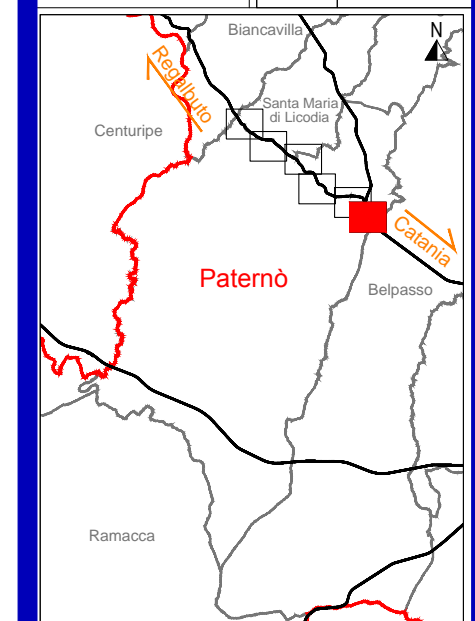 Biancavilla
N
Regalbuto
Santa Maria
di Licodia
Centuripe
Catania
Paternò
Belpasso
Ramacca